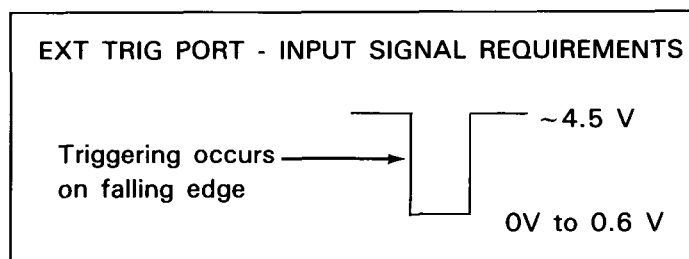 EXT TRIG PORT - INPUT SIGNAL REQUIREMENTS
~4.5 V
Triggering occurs
on falling edge
0V to 0.6 V